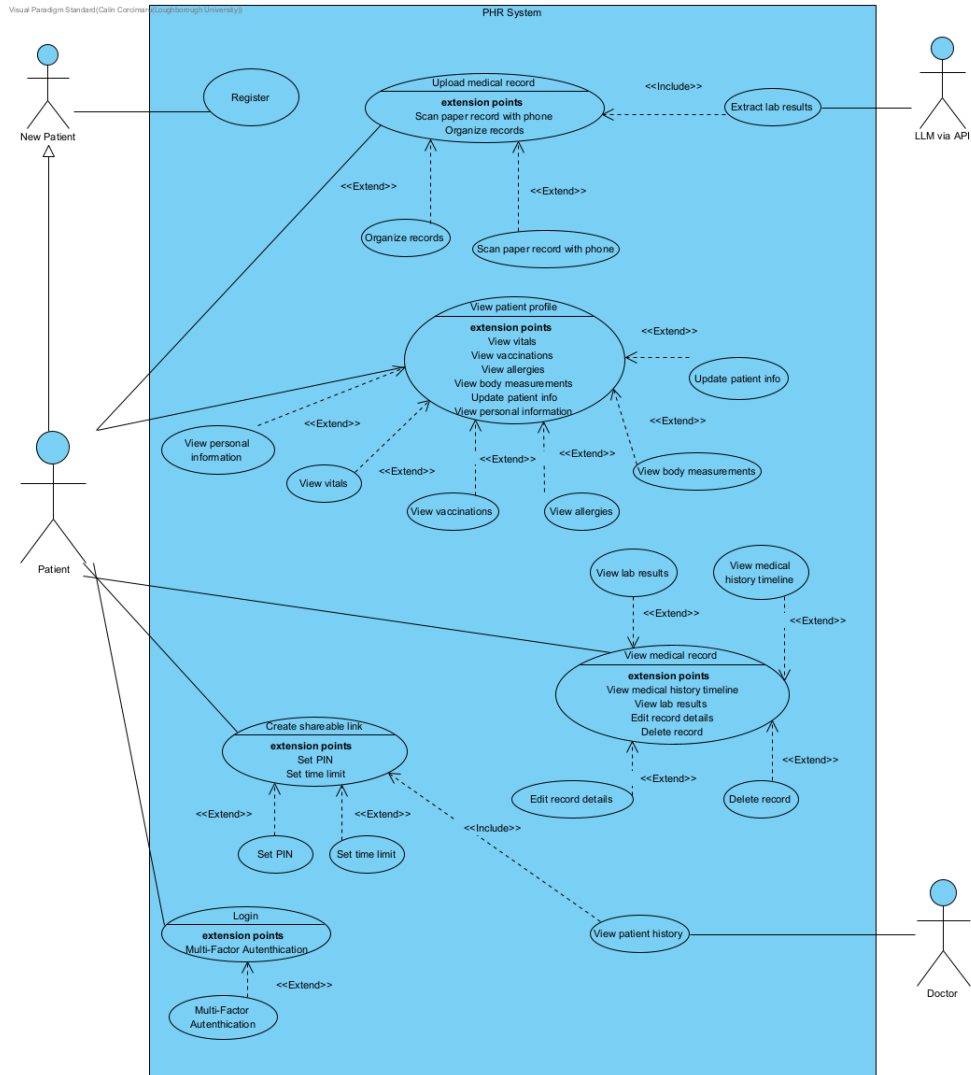 Visual Paradigm Standard(Calin Corcimaru(Loughborough University))
PHR System
New Patient
Register
Upload medical record
extension points
Scan paper record with phone
Organize records
<<Include>>
Extract lab results
LLM via API
<<Extend>>
<<Extend>>
Organize records
Scan paper record with phone
View patient profile
extension points
View vitals
View vaccinations
View allergies
View body measurements
Update patient info
View personal information
<<Extend>>
Update patient info
<<Extend>>
View personal
information
<<Extend>>
View body measurements
<<Extend>>
View vitals
<<Extend>>
View vaccinations
<<Extend>>
View allergies
Patient
View lab results
View medical
history timeline
<<Extend>>
<<Extend>>
View medical record
extension points
View medical history timeline
View lab results
Edit record details
Delete record
<<Extend>>
Edit record details
<<Extend>>
Delete record
Create shareable link
extension points
Set PIN
Set time limit
<<Extend>>
<<Extend>>
Set PIN
Set time limit
<<Include>>
Login
extension points
Multi-Factor Autenthication
<<Extend>>
Multi-Factor
Autenthication
View patient history
Doctor